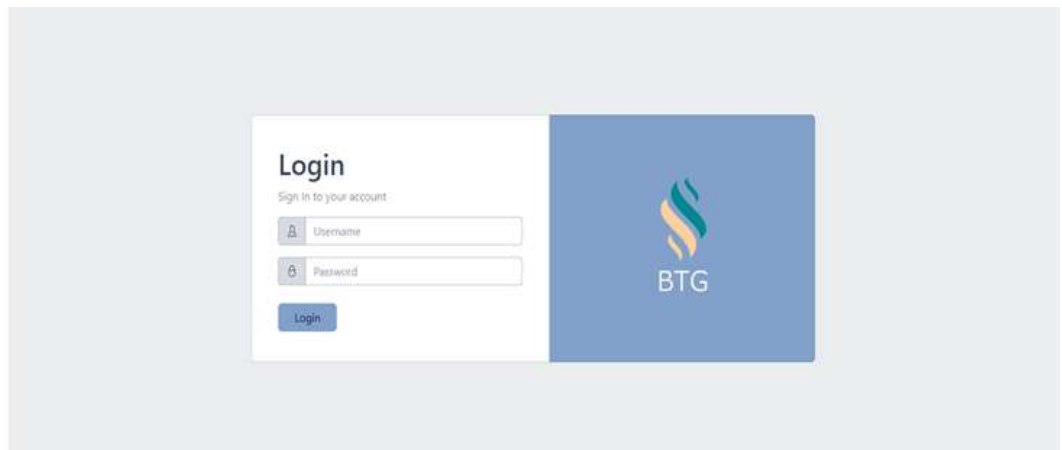 Login
Sign In to your account
Username
Password
Login
BTG